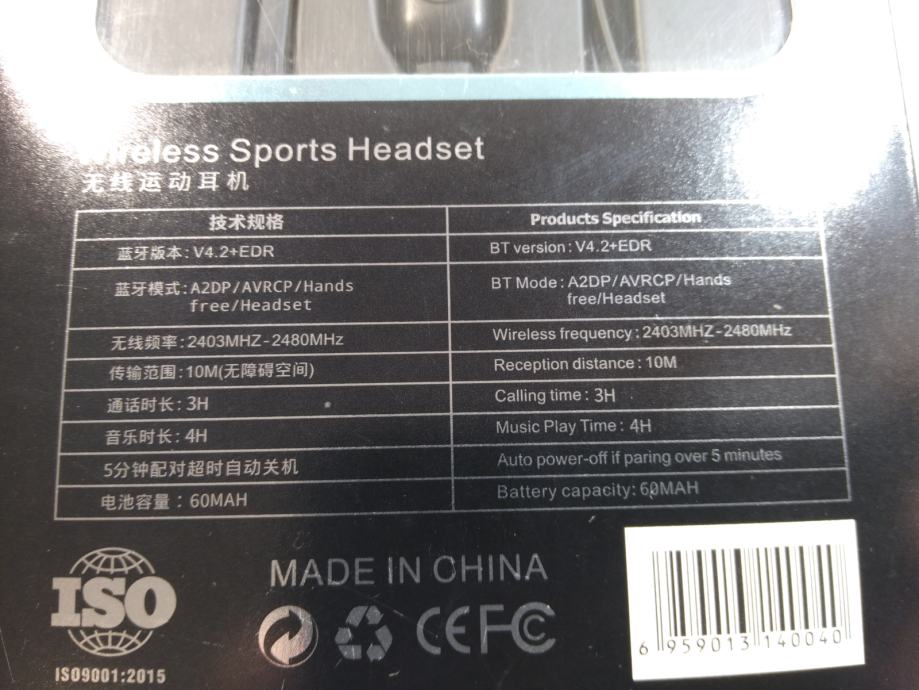 Wireless Sports Headset
无线运动耳机
技术规格
Products Specification
蓝牙版本:V4.2+EDR
BT version:V4.2+EDR
蓝牙模式:A2DP/AVRCP/Hands
free/Headset
BT Mode:A2DP/AVRCP/Hands
free/Headset
无线频率:2403MHZ-2480MHz
Wireless frequency:2403MHZ-2480MHz
传输范围:10M(无障碍空间)
Reception distance:10M
通话时长:3H
Calling time:3H
音乐时长:4H
Music Play Time:4H
5分钟配对超时自动关机
Auto power-off if paring over 5 minutes
电池容量:60MAH
Battery capacity:60MAH
ISO
ISO9001:2015
MADE IN CHINA
CE FC
6 959013 140040